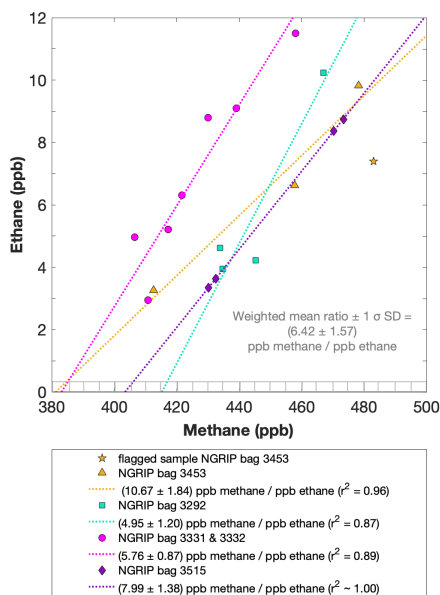 12
10
8
6
4
2
0
Ethane (ppb)
Weighted mean ratio ± 1 σ SD =
(6.42 ± 1.57)
ppb methane / ppb ethane
380 400 420 440 460 480 500
Methane (ppb)
flagged sample NGRIP bag 3453
NGRIP bag 3453
(10.67 ± 1.84) ppb methane / ppb ethane (r² = 0.96)
NGRIP bag 3292
(4.95 ± 1.20) ppb methane / ppb ethane (r² = 0.87)
NGRIP bag 3331 & 3332
(5.76 ± 0.87) ppb methane / ppb ethane (r² = 0.89)
NGRIP bag 3515
(7.99 ± 1.38) ppb methane / ppb ethane (r² ~ 1.00)